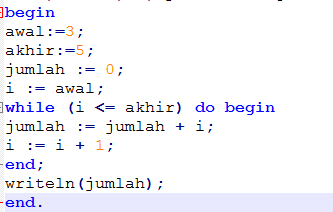 begin
awal:=3;
akhir:=5;
jumlah := 0;
i := awal;
while (i <= akhir) do begin
jumlah := jumlah + i;
i := i + 1;
end;
writeln(jumlah);
end.